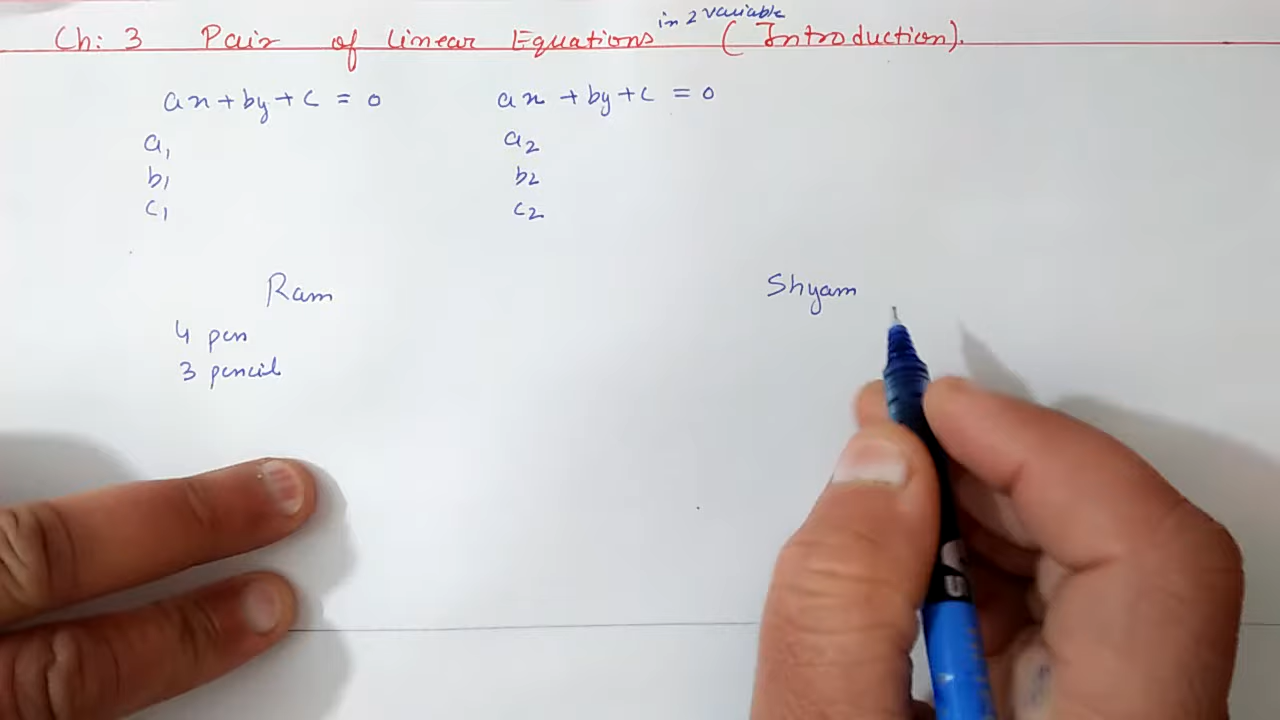 Ch: 3 Pair of linear Equations in 2 variable (Introduction).
ax + by + c = 0 ax + by + c = 0
a1 a2
b1 b2
c1 c2
Ram Shyam
4 pen
3 pencil